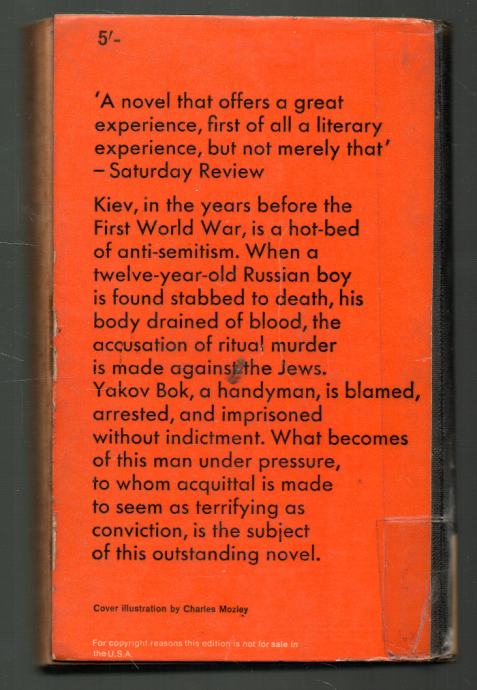 5/-
‘A novel that offers a great
experience, first of all a literary
experience, but not merely that’
– Saturday Review
Kiev, in the years before the
First World War, is a hot-bed
of anti-semitism. When a
twelve-year-old Russian boy
is found stabbed to death, his
body drained of blood, the
accusation of ritual murder
is made against the Jews.
Yakov Bok, a handyman, is blamed,
arrested, and imprisoned
without indictment. What becomes
of this man under pressure,
to whom acquittal is made
to seem as terrifying as
conviction, is the subject
of this outstanding novel.
Cover illustration by Charles Mozley
For copyright reasons this edition is not for sale in
the U.S.A.